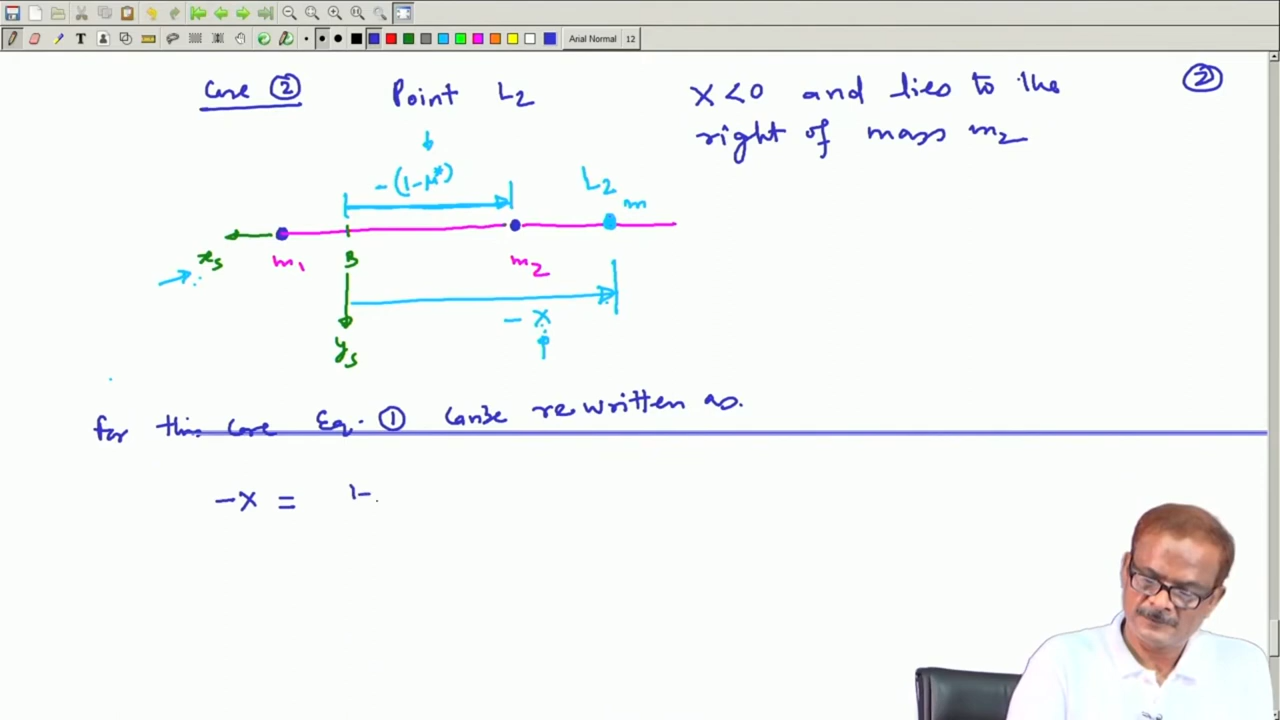 Arial Normal 12
Case ② Point L2 X < 0 and lies to the ②
right of mass m2
-(1-μ*)
L2
m
xs m1 B m2
- X
ys
for this case Eq. ① can be rewritten as.
-X = 1-